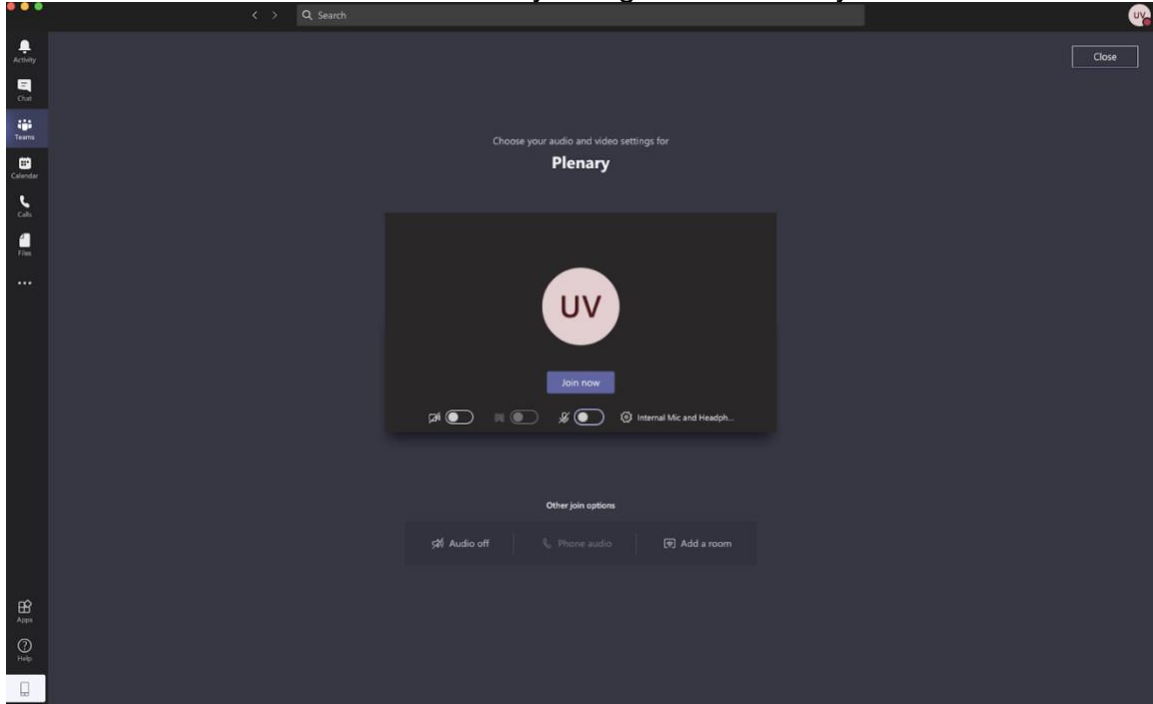 Search
UV
Activity
Chat
Teams
Calendar
Calls
Files
Close
Choose your audio and video settings for
Plenary
UV
Join now
Internal Mic and Headph...
Other join options
Audio off
Phone audio
Add a room
Apps
Help